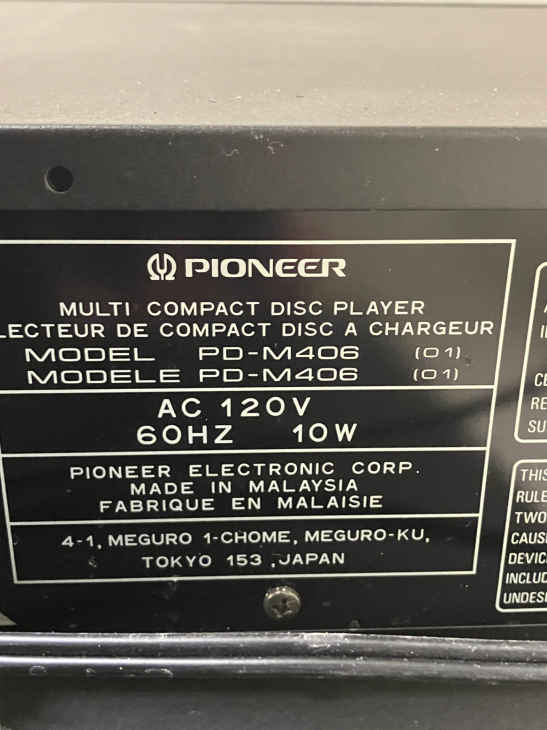 PIONEER
MULTI COMPACT DISC PLAYER
LECTEUR DE COMPACT DISC A CHARGEUR
MODEL PD-M406 (01)
MODELE PD-M406 (01)
AC 120V
60HZ 10W
PIONEER ELECTRONIC CORP.
MADE IN MALAYSIA
FABRIQUE EN MALAISIE
4-1, MEGURO 1-CHOME, MEGURO-KU,
TOKYO 153 ,JAPAN
THIS
RULE
TWO
CAUS
DEVIC
INCLUD
UNDES